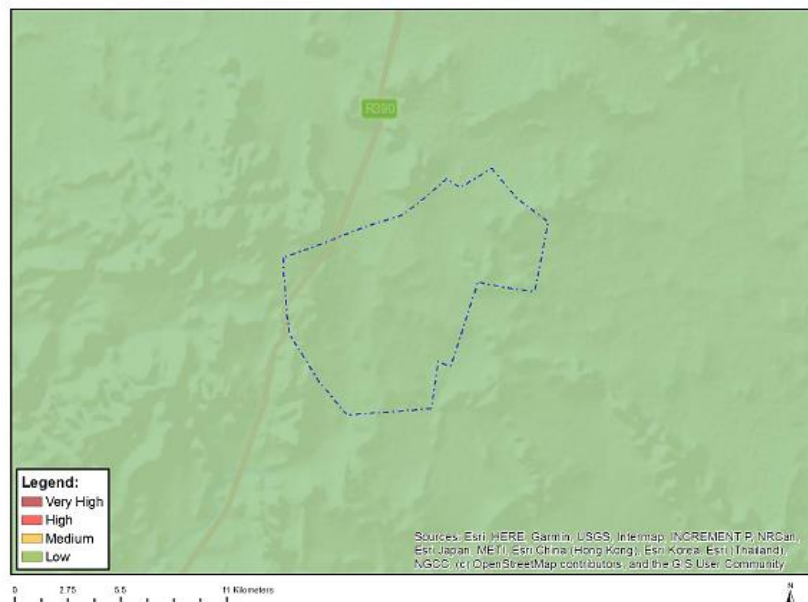 R390
Legend:
Very High
High
Medium
Low
Sources: Esri, HERE, Garmin, USGS, Intermap, INCREMENT P, NRCan,
Esri Japan, METI, Esri China (Hong Kong), Esri Korea, Esri (Thailand),
NGCC, (c) OpenStreetMap contributors, and the GIS User Community
0 2.75 5.5 11 Kilometers
N